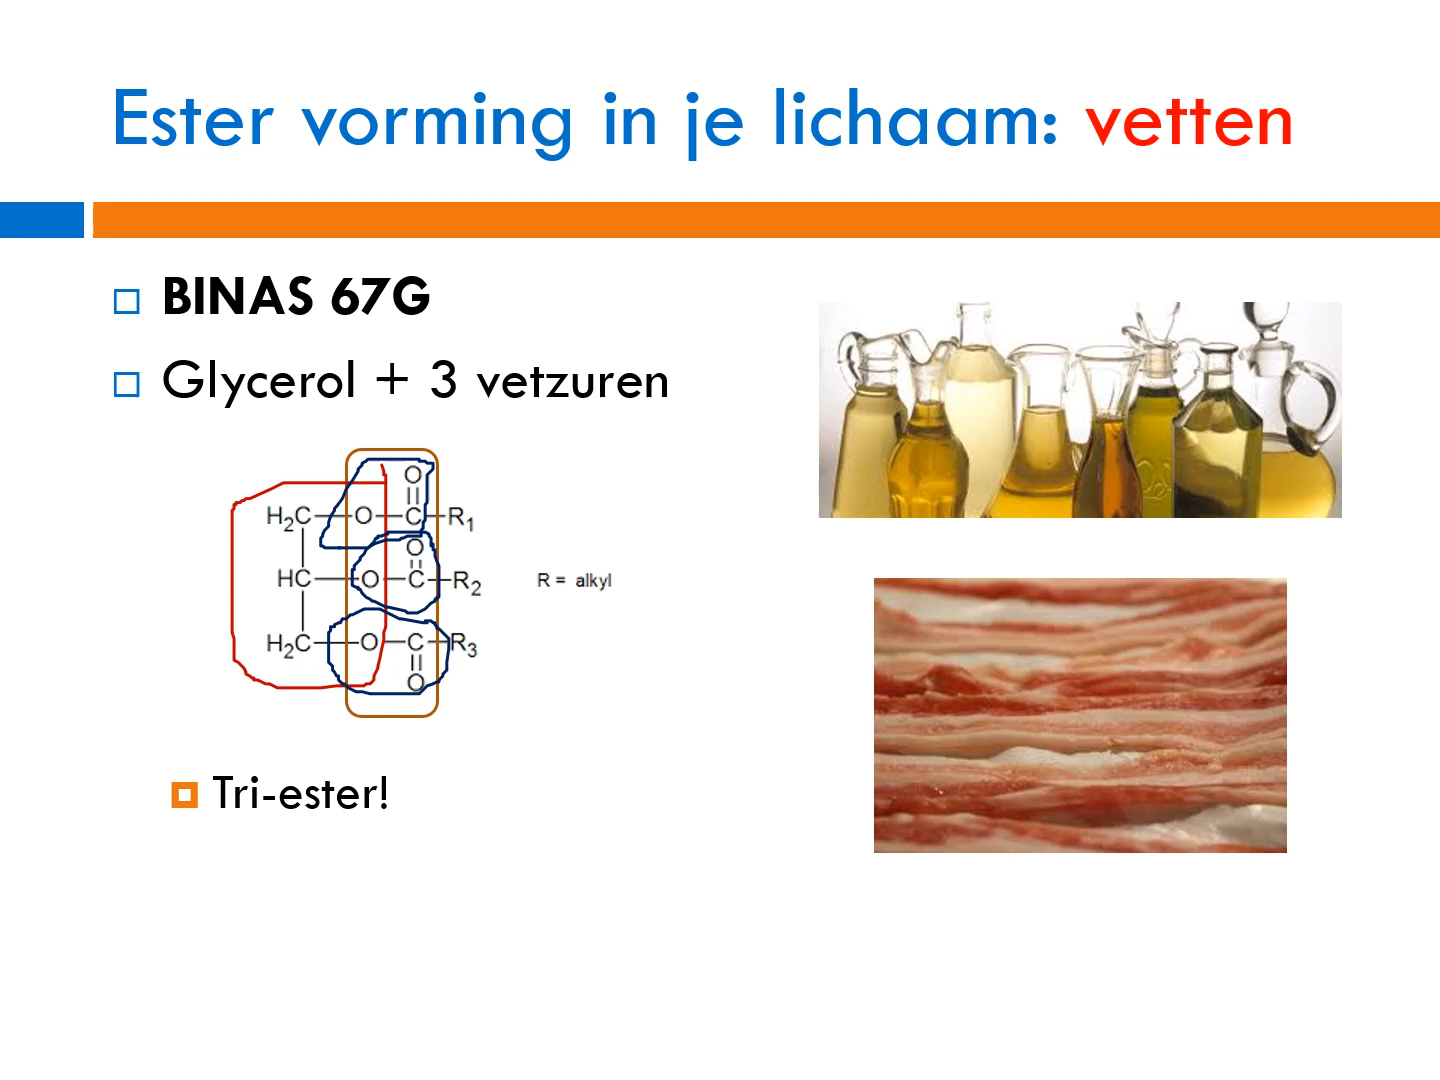 Ester vorming in je lichaam: vetten
BINAS 67G
Glycerol + 3 vetzuren
O
H₂C O C R₁
O
HC O C R₂ R = alkyl
H₂C O C R₃
O
Tri-ester!